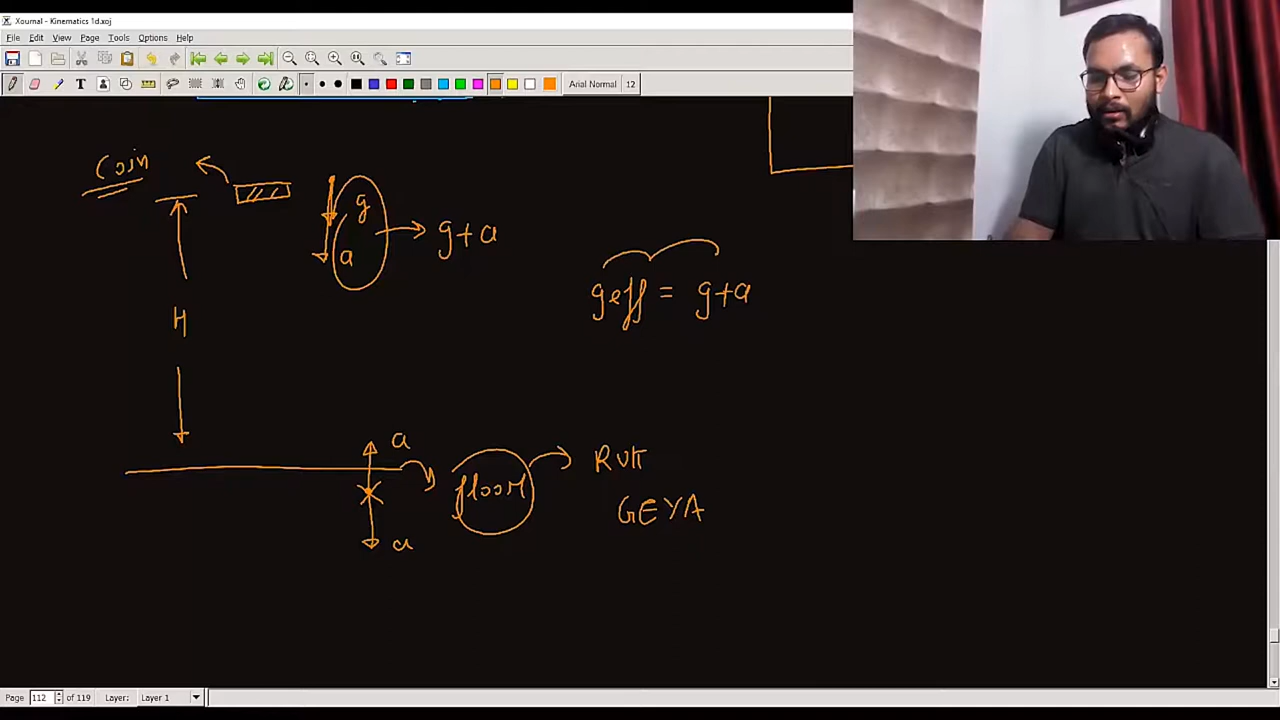 Xournal - Kinematics 1d.xoj
File Edit View Page Tools Options Help
T Arial Normal 12
Coin
g
a
g+a
H
geff = g+a
a
floor
a
RUK
GEYA
Page 112 of 119 Layer: Layer 1